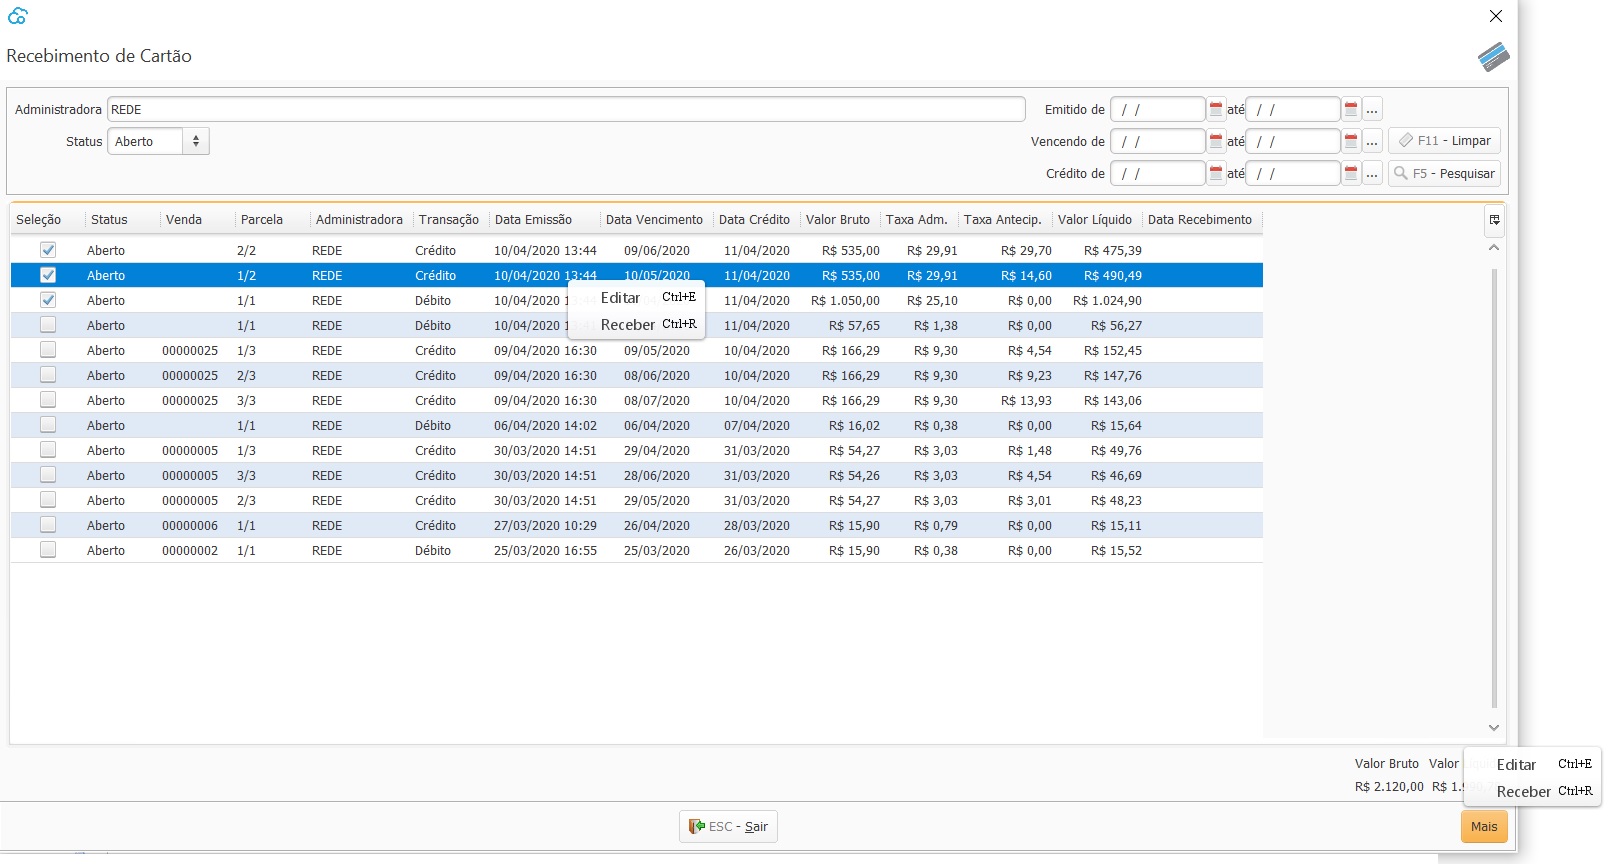 Recebimento de Cartão
Administradora REDE Emitido de / / até / / ...
Status Aberto Vencendo de / / até / / ... F11 - Limpar
Crédito de / / até / / ... F5 - Pesquisar
Seleção Status Venda Parcela Administradora Transação Data Emissão Data Vencimento Data Crédito Valor Bruto Taxa Adm. Taxa Antecip. Valor Líquido Data Recebimento
Aberto 2/2 REDE Crédito 10/04/2020 13:44 09/06/2020 11/04/2020 R$ 535,00 R$ 29,91 R$ 29,70 R$ 475,39
Aberto 1/2 REDE Crédito 10/04/2020 13:44 10/05/2020 11/04/2020 R$ 535,00 R$ 29,91 R$ 14,60 R$ 490,49
Aberto 1/1 REDE Débito 10/04/2020 11/04/2020 R$ 1.050,00 R$ 25,10 R$ 0,00 R$ 1.024,90
Editar Ctrl+E
Aberto 1/1 REDE Débito 10/04/2020 11/04/2020 R$ 57,65 R$ 1,38 R$ 0,00 R$ 56,27
Receber Ctrl+R
Aberto 00000025 1/3 REDE Crédito 09/04/2020 16:30 09/05/2020 10/04/2020 R$ 166,29 R$ 9,30 R$ 4,54 R$ 152,45
Aberto 00000025 2/3 REDE Crédito 09/04/2020 16:30 08/06/2020 10/04/2020 R$ 166,29 R$ 9,30 R$ 9,23 R$ 147,76
Aberto 00000025 3/3 REDE Crédito 09/04/2020 16:30 08/07/2020 10/04/2020 R$ 166,29 R$ 9,30 R$ 13,93 R$ 143,06
Aberto 1/1 REDE Débito 06/04/2020 14:02 06/04/2020 07/04/2020 R$ 16,02 R$ 0,38 R$ 0,00 R$ 15,64
Aberto 00000005 1/3 REDE Crédito 30/03/2020 14:51 29/04/2020 31/03/2020 R$ 54,27 R$ 3,03 R$ 1,48 R$ 49,76
Aberto 00000005 3/3 REDE Crédito 30/03/2020 14:51 28/06/2020 31/03/2020 R$ 54,26 R$ 3,03 R$ 4,54 R$ 46,69
Aberto 00000005 2/3 REDE Crédito 30/03/2020 14:51 29/05/2020 31/03/2020 R$ 54,27 R$ 3,03 R$ 3,01 R$ 48,23
Aberto 00000006 1/1 REDE Crédito 27/03/2020 10:29 26/04/2020 28/03/2020 R$ 15,90 R$ 0,79 R$ 0,00 R$ 15,11
Aberto 00000002 1/1 REDE Débito 25/03/2020 16:55 25/03/2020 26/03/2020 R$ 15,90 R$ 0,38 R$ 0,00 R$ 15,52
Valor Bruto Valor
R$ 2.120,00 R$
Editar Ctrl+E
Receber Ctrl+R
ESC - Sair Mais